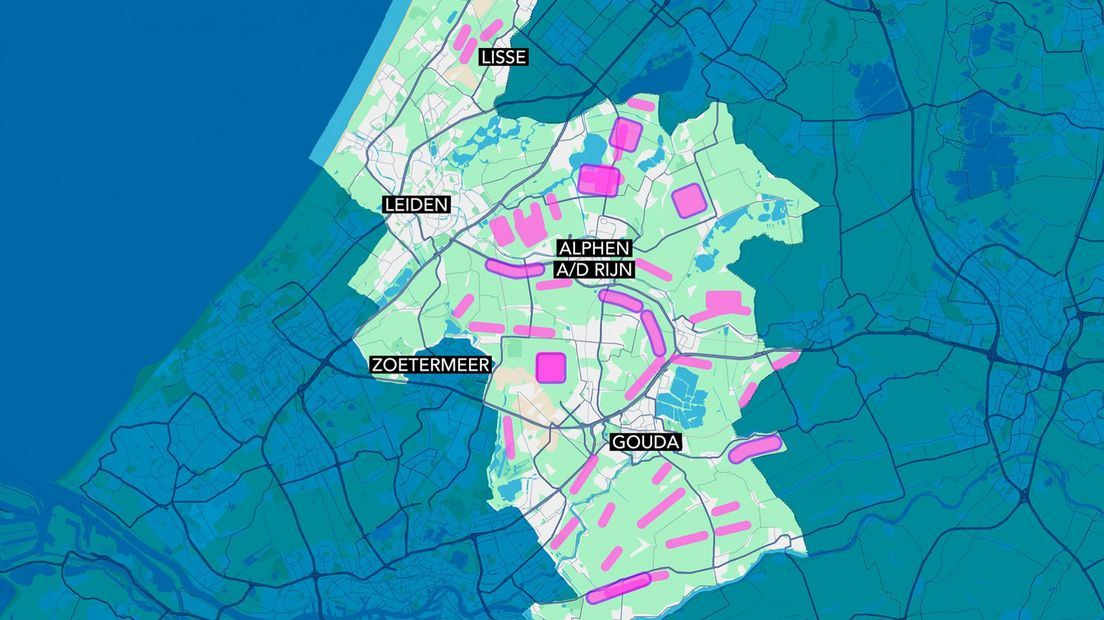 LISSE
LEIDEN
ALPHEN
A/D RIJN
ZOETERMEER
GOUDA